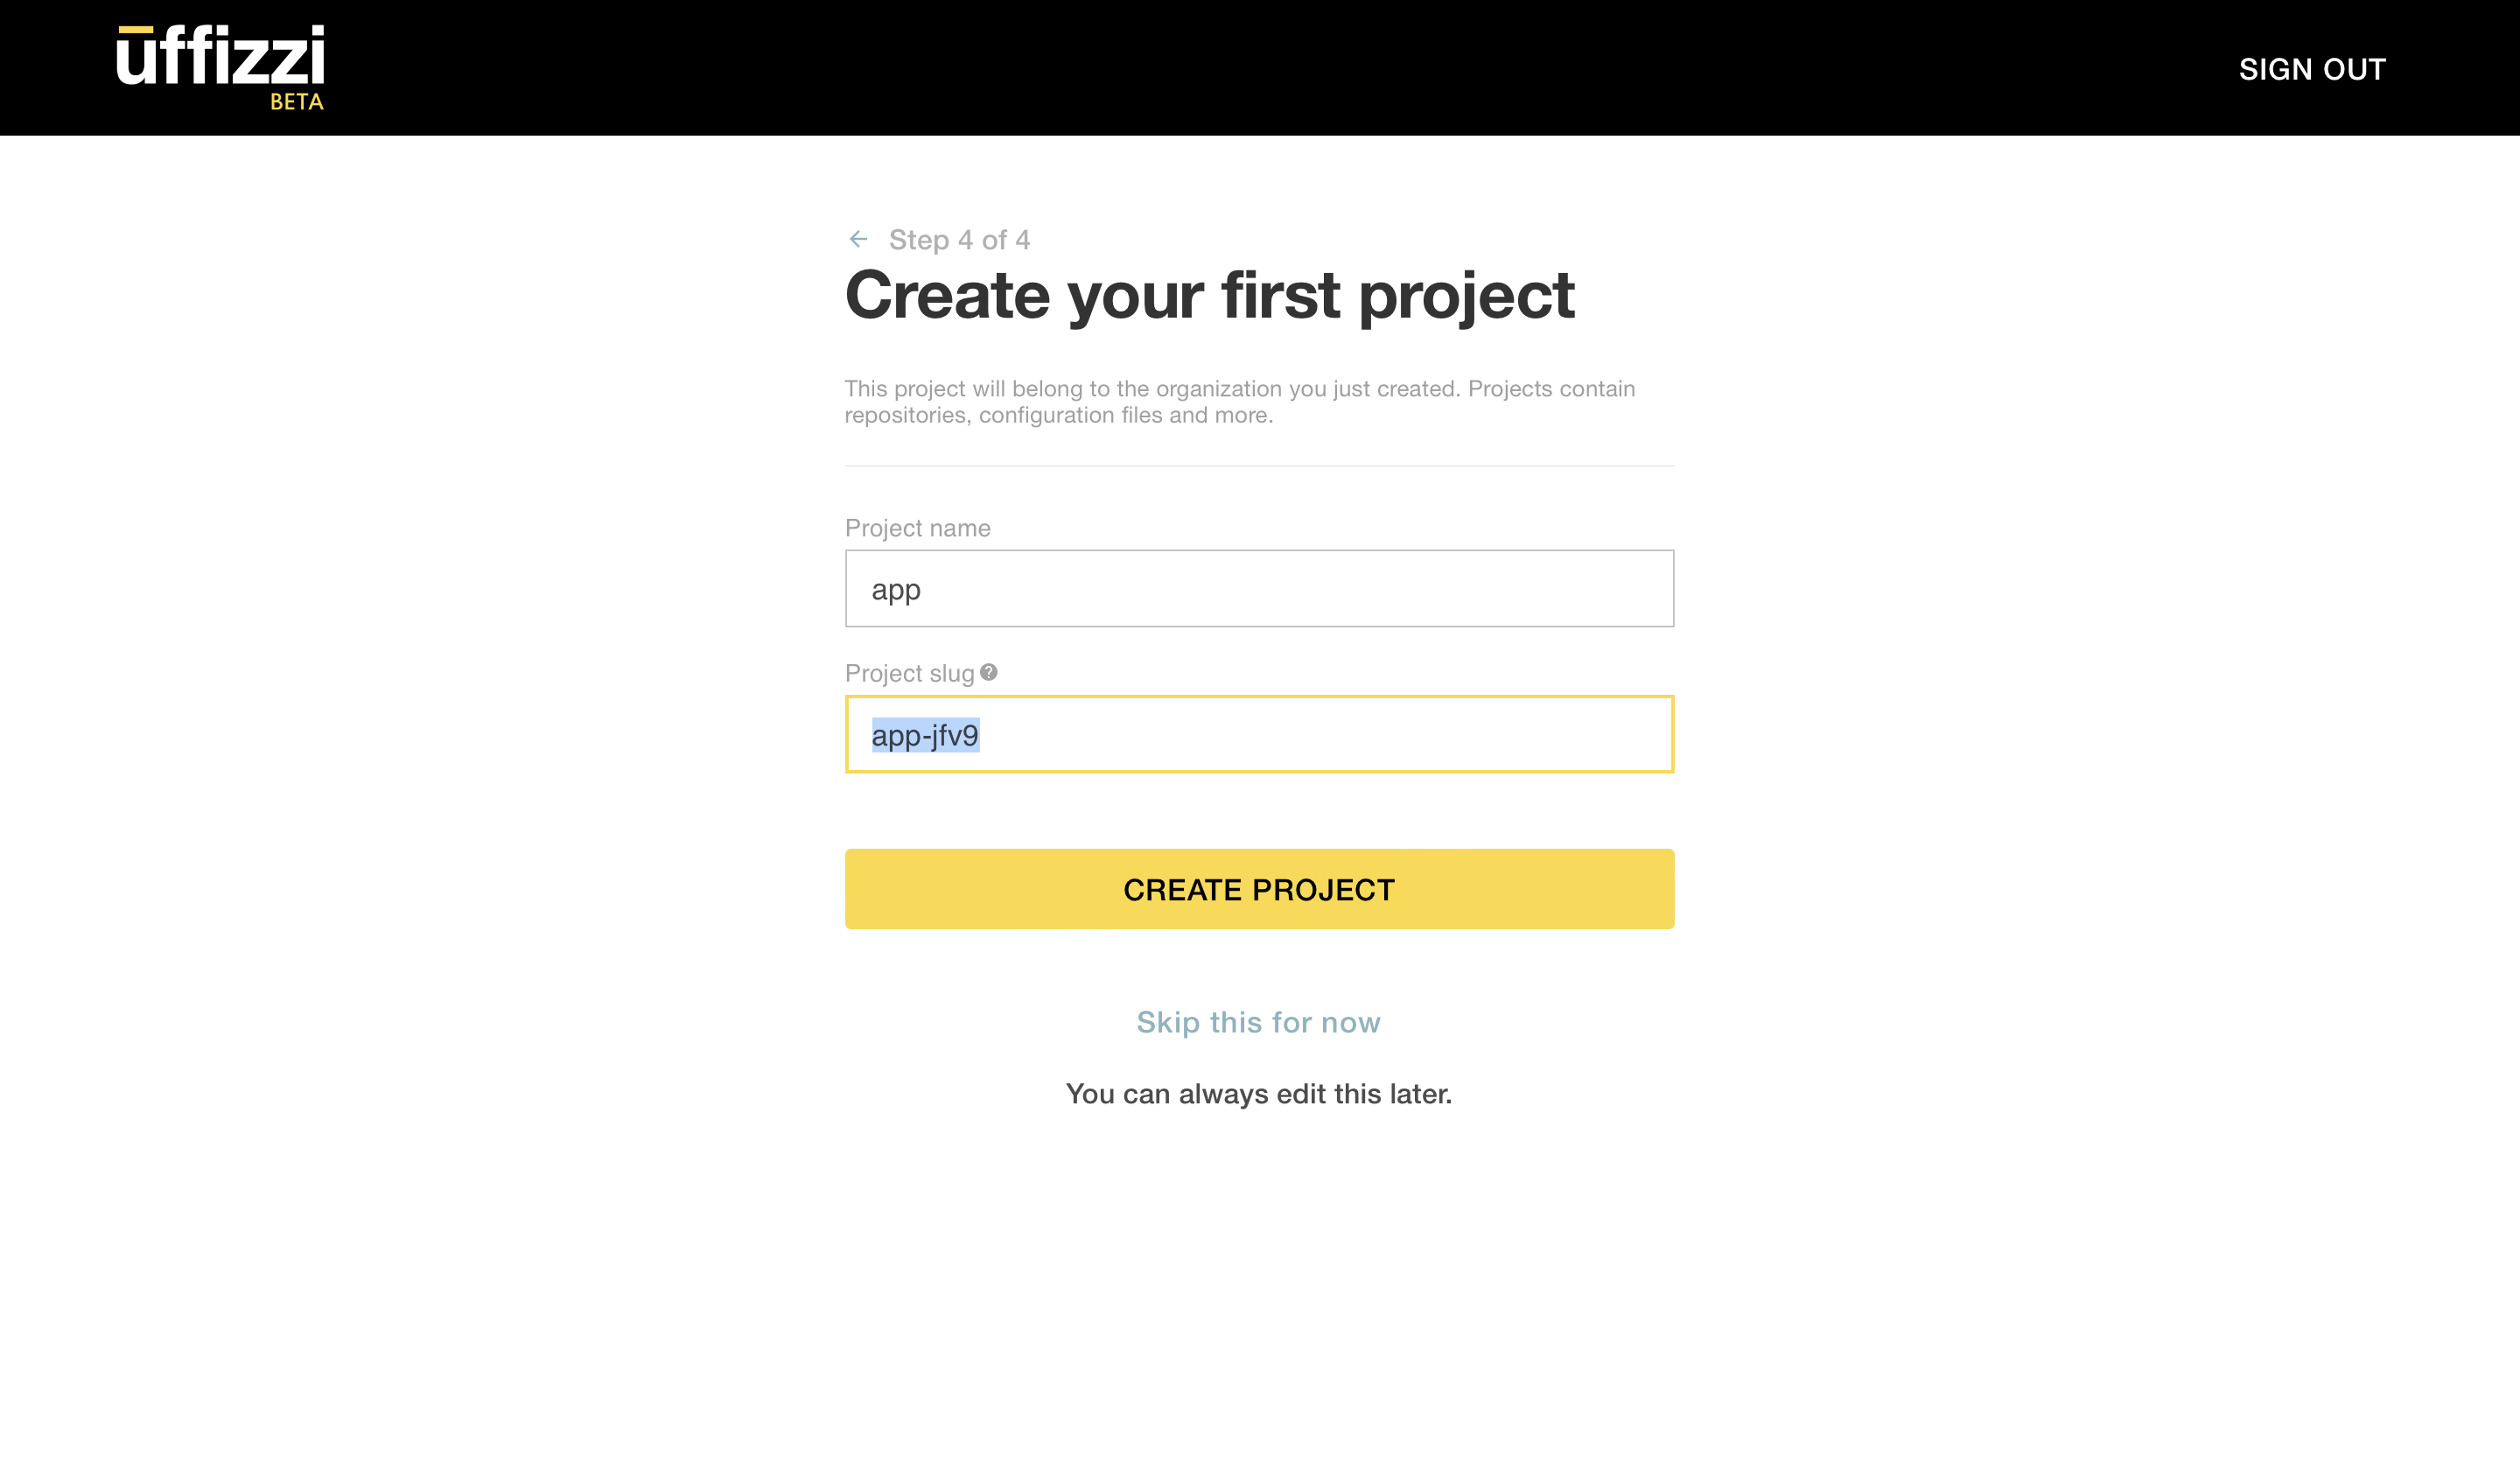 uffizzi
BETA
SIGN OUT
Step 4 of 4
Create your first project
This project will belong to the organization you just created. Projects contain
repositories, configuration files and more.
Project name
app
Project slug
app-jfv9
CREATE PROJECT
Skip this for now
You can always edit this later.